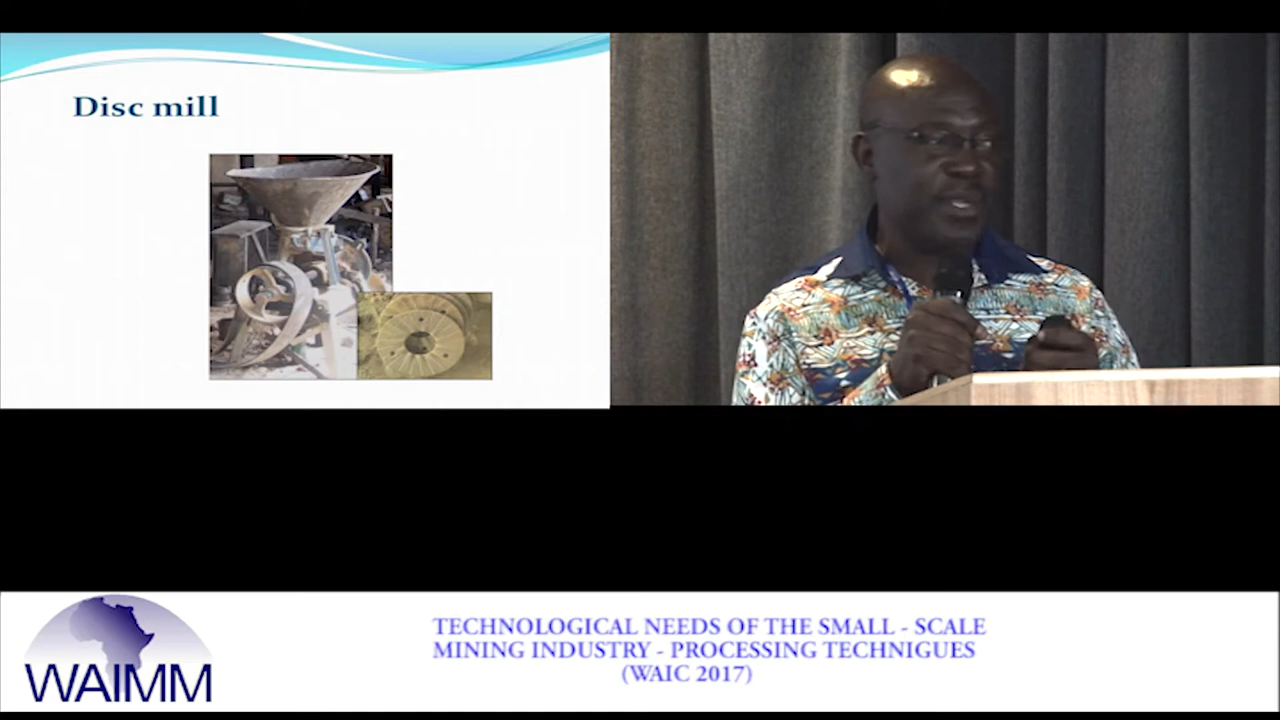 Disc mill
WAIMM
TECHNOLOGICAL NEEDS OF THE SMALL - SCALE
MINING INDUSTRY - PROCESSING TECHNIGUES
(WAIC 2017)